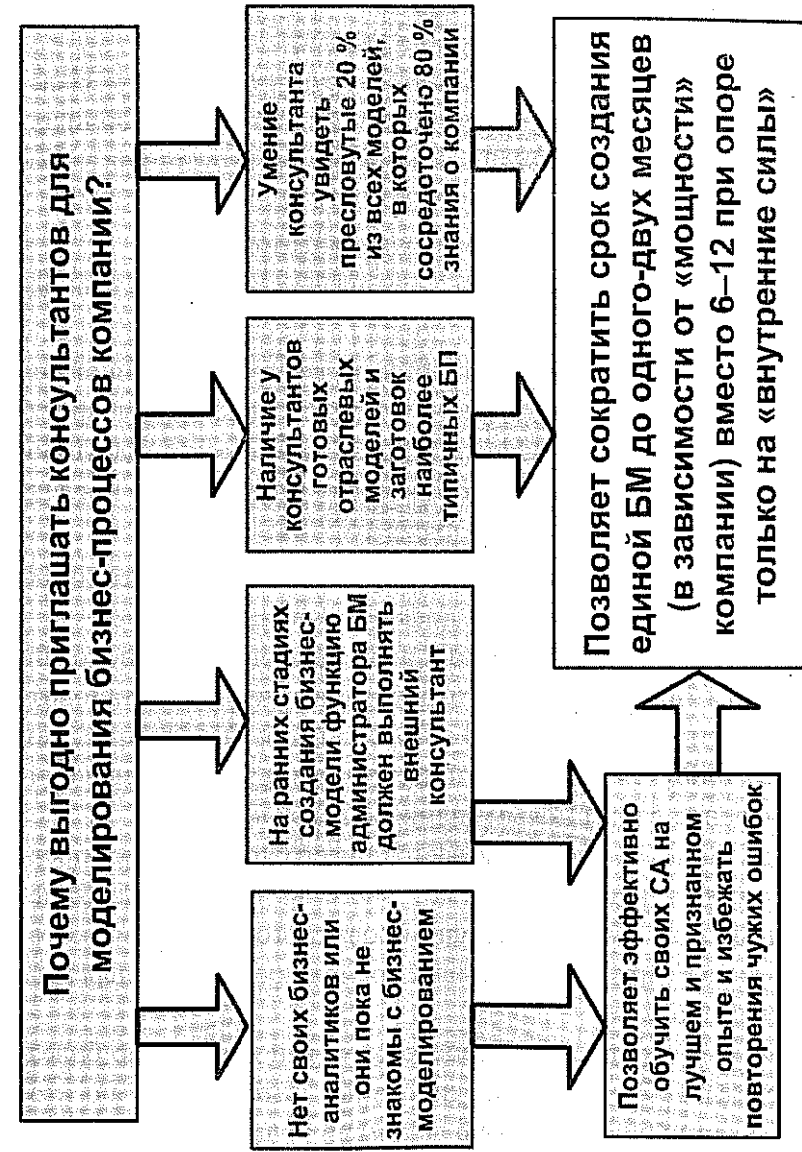 Почему выгодно приглашать консультантов для
моделирования бизнес-процессов компании?
Нет своих бизнес-
аналитиков или
они пока не
знакомы с бизнес-
моделированием
На ранних стадиях
создания бизнес-
модели функцию
администратора БМ
должен выполнять
внешний
консультант
Наличие у
консультантов
готовых
отраслевых
моделей и
заготовок
наиболее
типичных БП
Умение
консультанта
увидеть
пресловутые 20 %
из всех моделей,
в которых
сосредоточено 80 %
знания о компании
Позволяет эффективно
обучить своих СА на
лучшем и признанном
опыте и избежать
повторения чужих ошибок
Позволяет сократить срок создания
единой БМ до одного-двух месяцев
(в зависимости от «мощности»
компании) вместо 6–12 при опоре
только на «внутренние силы»